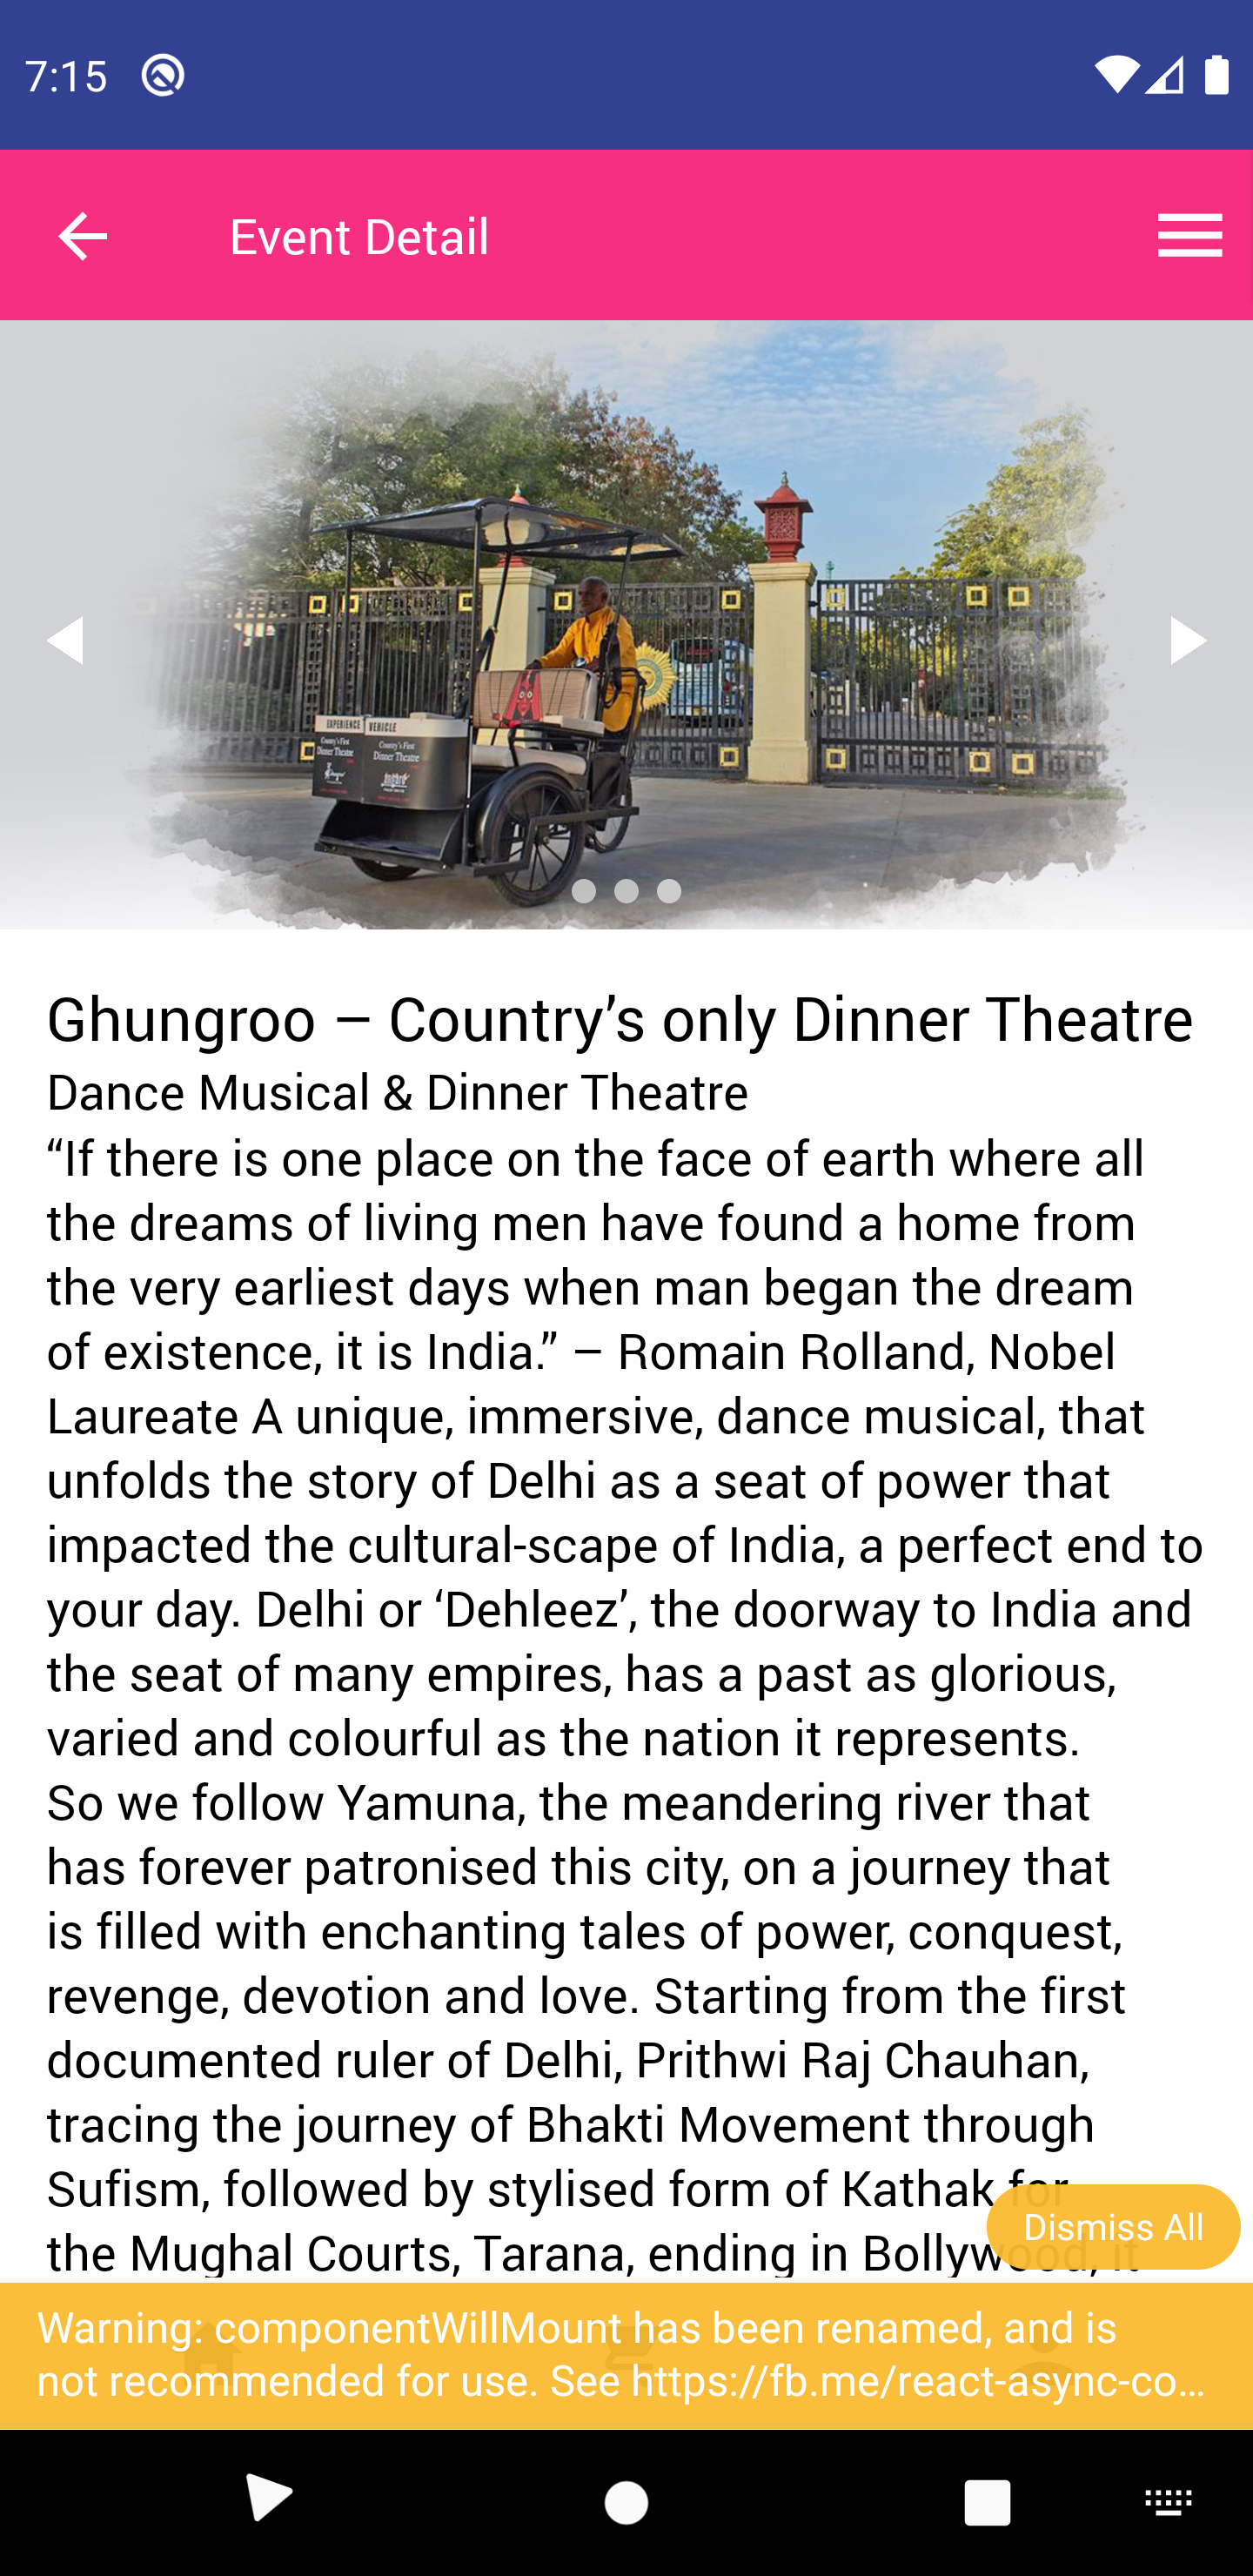 7:15
Event Detail
EXPERIENCE VEHICLE
Country's First
Dinner Theatre
Country's First
Dinner Theatre
Ghungroo – Country’s only Dinner Theatre
Dance Musical & Dinner Theatre
“If there is one place on the face of earth where all
the dreams of living men have found a home from
the very earliest days when man began the dream
of existence, it is India.” – Romain Rolland, Nobel
Laureate A unique, immersive, dance musical, that
unfolds the story of Delhi as a seat of power that
impacted the cultural-scape of India, a perfect end to
your day. Delhi or ‘Dehleez’, the doorway to India and
the seat of many empires, has a past as glorious,
varied and colourful as the nation it represents.
So we follow Yamuna, the meandering river that
has forever patronised this city, on a journey that
is filled with enchanting tales of power, conquest,
revenge, devotion and love. Starting from the first
documented ruler of Delhi, Prithwi Raj Chauhan,
tracing the journey of Bhakti Movement through
Sufism, followed by stylised form of Kathak for
the Mughal Courts, Tarana, ending in Bollywood, it
Dismiss All
Warning: componentWillMount has been renamed, and is
not recommended for use. See https://fb.me/react-async-co…